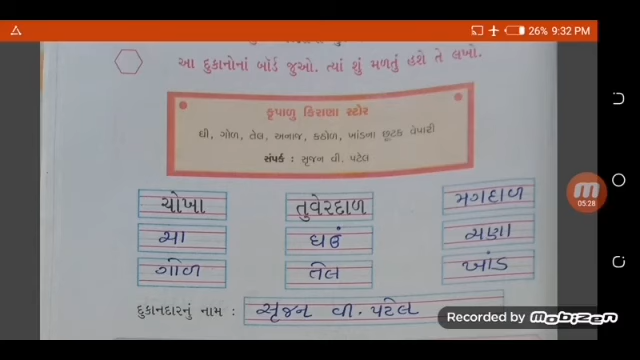 26% 9:32 PM
આ દુકાનોનાં બૉર્ડ જુઓ. ત્યાં શું મળતું હશે તે લખો.
કૃપાળુ કિરાણા સ્ટોર
ઘી, ગોળ, તેલ, અનાજ, કઠોળ, ખાંડના છૂટક વેપારી
સંપર્ક : સૃજન વી. પટેલ
ચોખા તુવેરદાળ મગદાળ
ચા ઘઉં ચણા
ગોળ તેલ ખાંડ
દુકાનદારનું નામ : સૃજન વી. પટેલ
05:28
Recorded by MOBIZEN